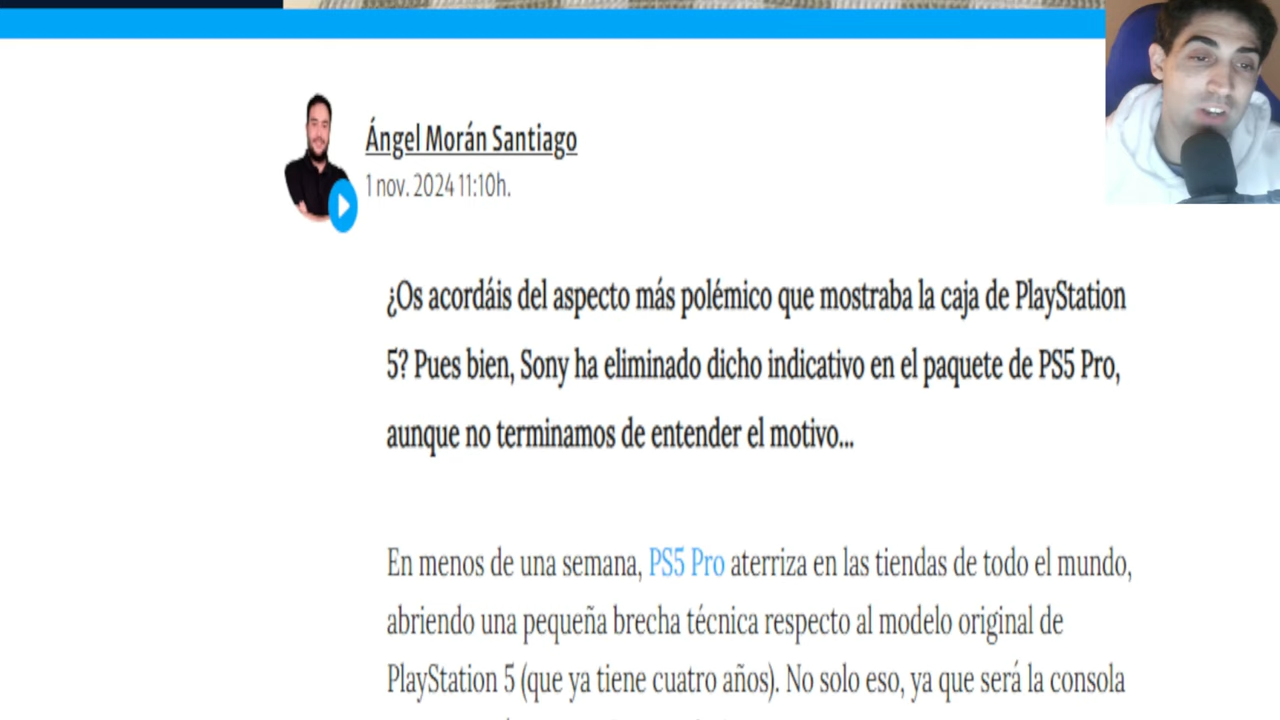 Ángel Morán Santiago
1 nov. 2024 11:10h.
¿Os acordáis del aspecto más polémico que mostraba la caja de PlayStation
5? Pues bien, Sony ha eliminado dicho indicativo en el paquete de PS5 Pro,
aunque no terminamos de entender el motivo...
En menos de una semana, PS5 Pro aterriza en las tiendas de todo el mundo,
abriendo una pequeña brecha técnica respecto al modelo original de
PlayStation 5 (que ya tiene cuatro años). No solo eso, ya que será la consola